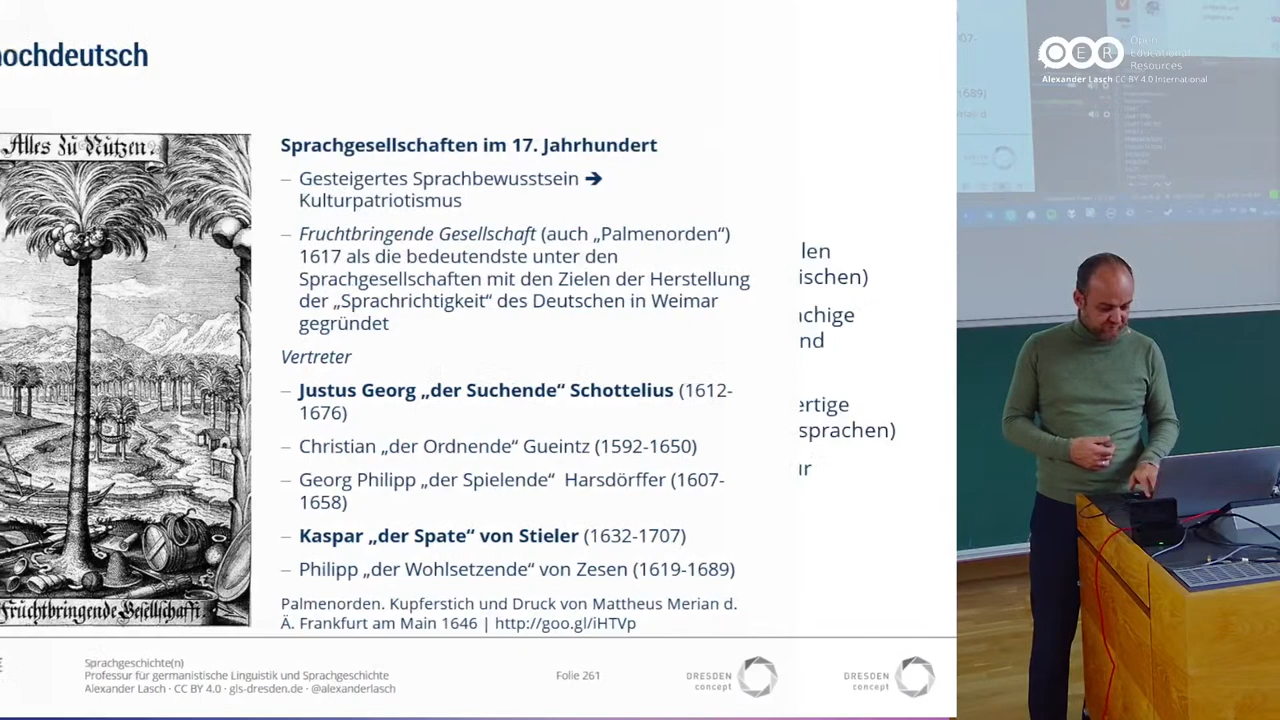 ochdeutsch
Alles Zu Nützen.
Fruchtbringende Gesellschafft.
Sprachgesellschaften im 17. Jahrhundert
– Gesteigertes Sprachbewusstsein ➔
Kulturpatriotismus
– Fruchtbringende Gesellschaft (auch „Palmenorden“)
1617 als die bedeutendste unter den
Sprachgesellschaften mit den Zielen der Herstellung
der „Sprachrichtigkeit“ des Deutschen in Weimar
gegründet
Vertreter
– Justus Georg „der Suchende“ Schottelius (1612-
1676)
– Christian „der Ordnende“ Gueintz (1592-1650)
– Georg Philipp „der Spielende“ Harsdörffer (1607-
1658)
– Kaspar „der Spate“ von Stieler (1632-1707)
– Philipp „der Wohlsetzende“ von Zesen (1619-1689)
Palmenorden. Kupferstich und Druck von Mattheus Merian d.
Ä. Frankfurt am Main 1646 | http://goo.gl/iHTVp
len
ischen)
chige
nd
ertige
sprachen)
ur
Sprachgeschichte(n)
Professur für germanistische Linguistik und Sprachgeschichte
Alexander Lasch · CC BY 4.0 · gls-dresden.de · @alexanderlasch
Folie 261
DRESDEN
concept
DRESDEN
concept
OER
Open
Educational
Resources
Alexander Lasch CC BY 4.0 International